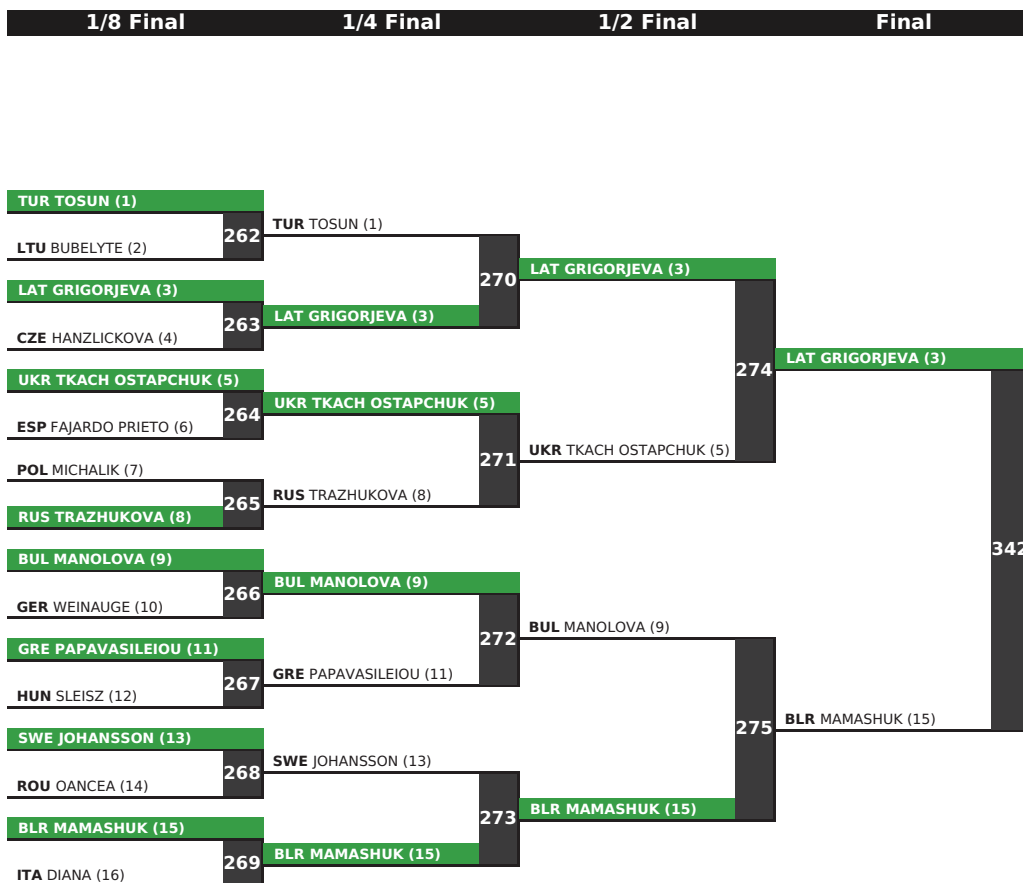 1/8 Final 1/4 Final 1/2 Final Final
TUR TOSUN (1)
262
LTU BUBELYTE (2)
LAT GRIGORJEVA (3)
263
CZE HANZLICKOVA (4)
UKR TKACH OSTAPCHUK (5)
264
ESP FAJARDO PRIETO (6)
POL MICHALIK (7)
265
RUS TRAZHUKOVA (8)
BUL MANOLOVA (9)
266
GER WEINAUGE (10)
GRE PAPAVASILEIOU (11)
267
HUN SLEISZ (12)
SWE JOHANSSON (13)
268
ROU OANCEA (14)
BLR MAMASHUK (15)
269
ITA DIANA (16)
TUR TOSUN (1)
270
LAT GRIGORJEVA (3)
UKR TKACH OSTAPCHUK (5)
271
RUS TRAZHUKOVA (8)
BUL MANOLOVA (9)
272
GRE PAPAVASILEIOU (11)
SWE JOHANSSON (13)
273
BLR MAMASHUK (15)
LAT GRIGORJEVA (3)
274
UKR TKACH OSTAPCHUK (5)
BUL MANOLOVA (9)
275
BLR MAMASHUK (15)
LAT GRIGORJEVA (3)
342
BLR MAMASHUK (15)